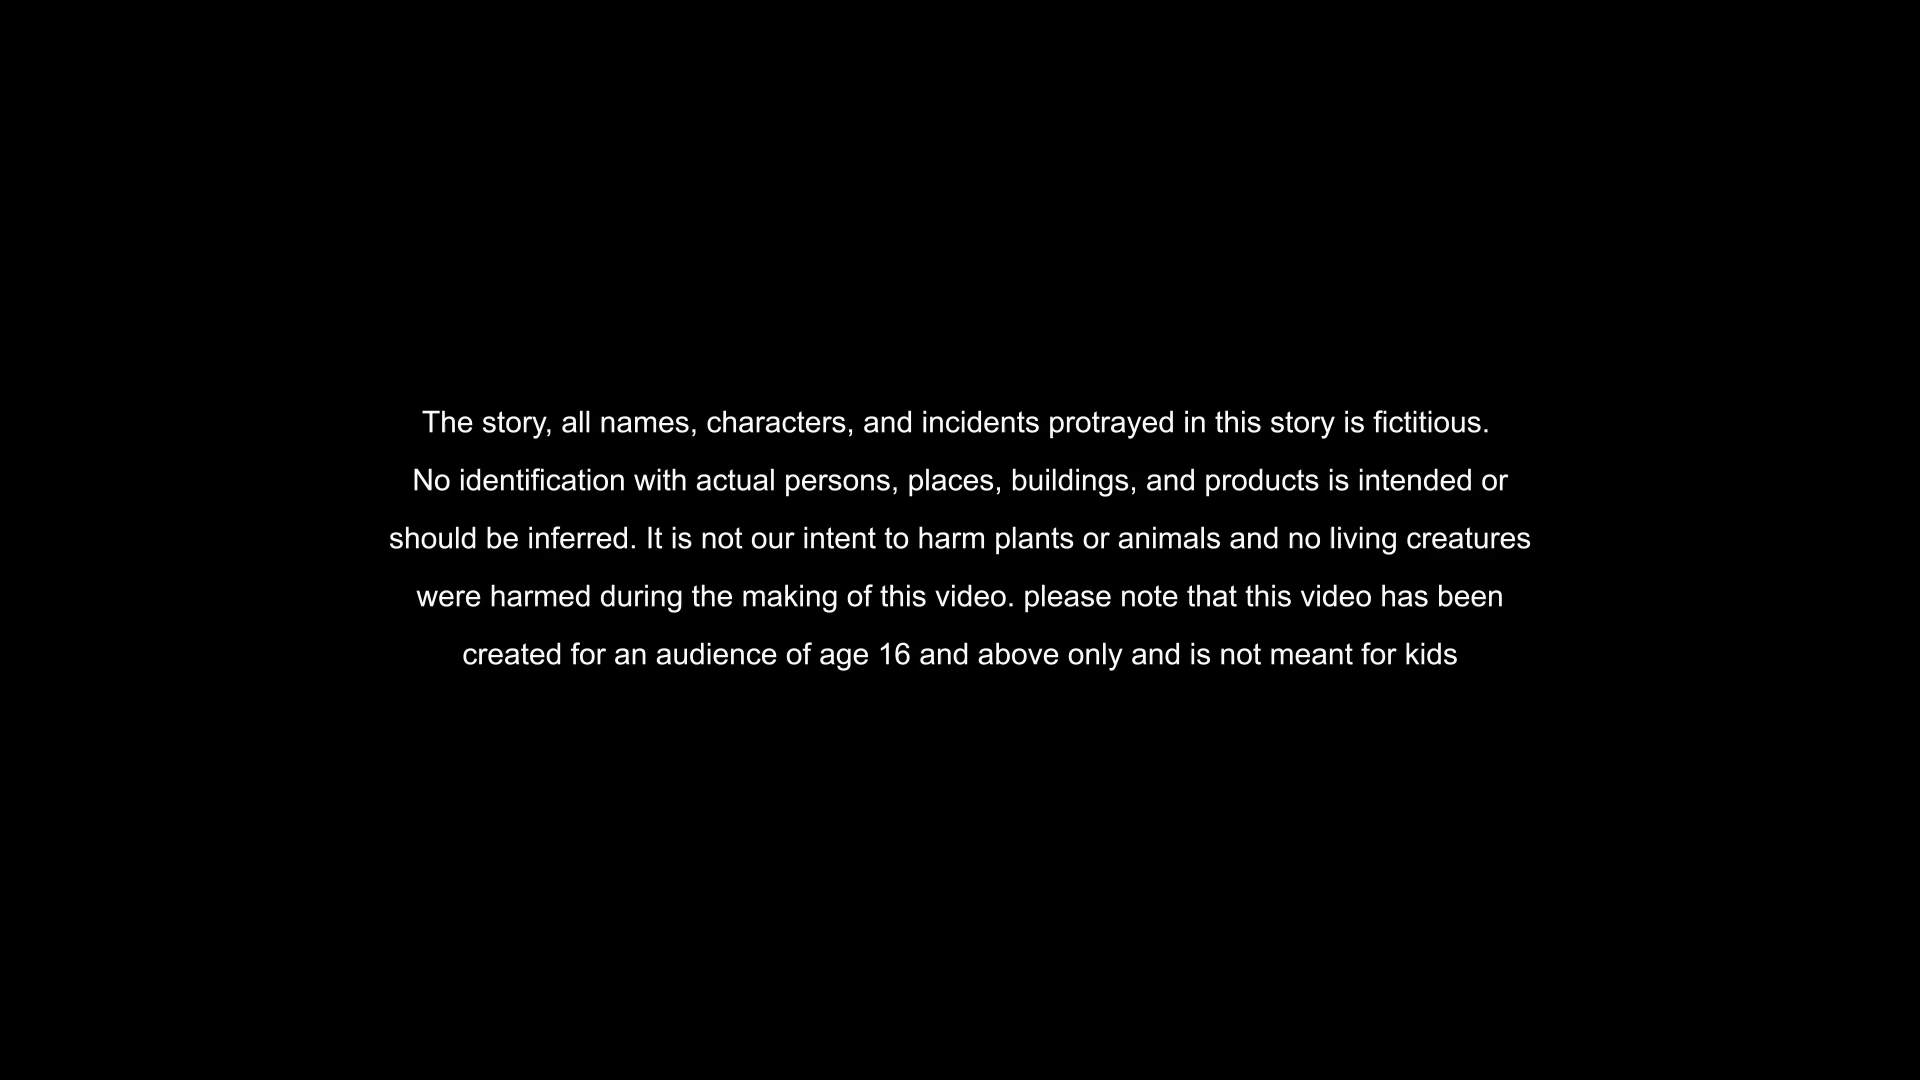 The story, all names, characters, and incidents protrayed in this story is fictitious.
No identification with actual persons, places, buildings, and products is intended or
should be inferred. It is not our intent to harm plants or animals and no living creatures
were harmed during the making of this video. please note that this video has been
created for an audience of age 16 and above only and is not meant for kids